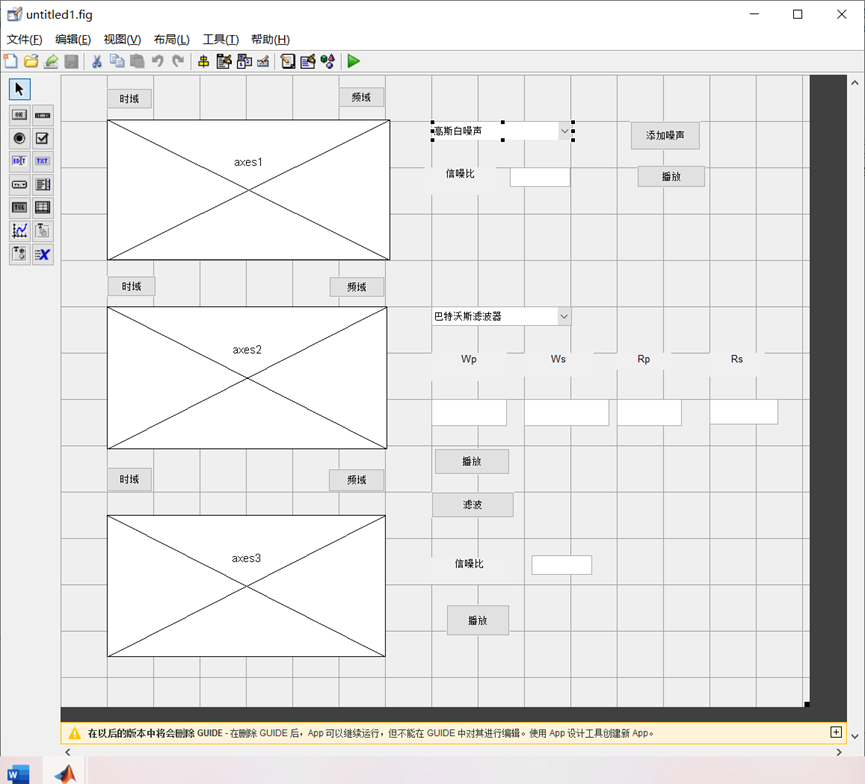 untitled1.fig
文件(F) 编辑(E) 视图(V) 布局(L) 工具(T) 帮助(H)
OK
EDIT TXT
TGL
时域 频域
axes1
高斯白噪声 添加噪声
信噪比 播放
时域 频域
axes2
巴特沃斯滤波器
Wp Ws Rp Rs
播放
时域 频域
滤波
axes3
信噪比
播放
在以后的版本中将会删除 GUIDE - 在删除 GUIDE 后，App 可以继续运行，但不能在 GUIDE 中对其进行编辑。使用 App 设计工具创建新 App。
W